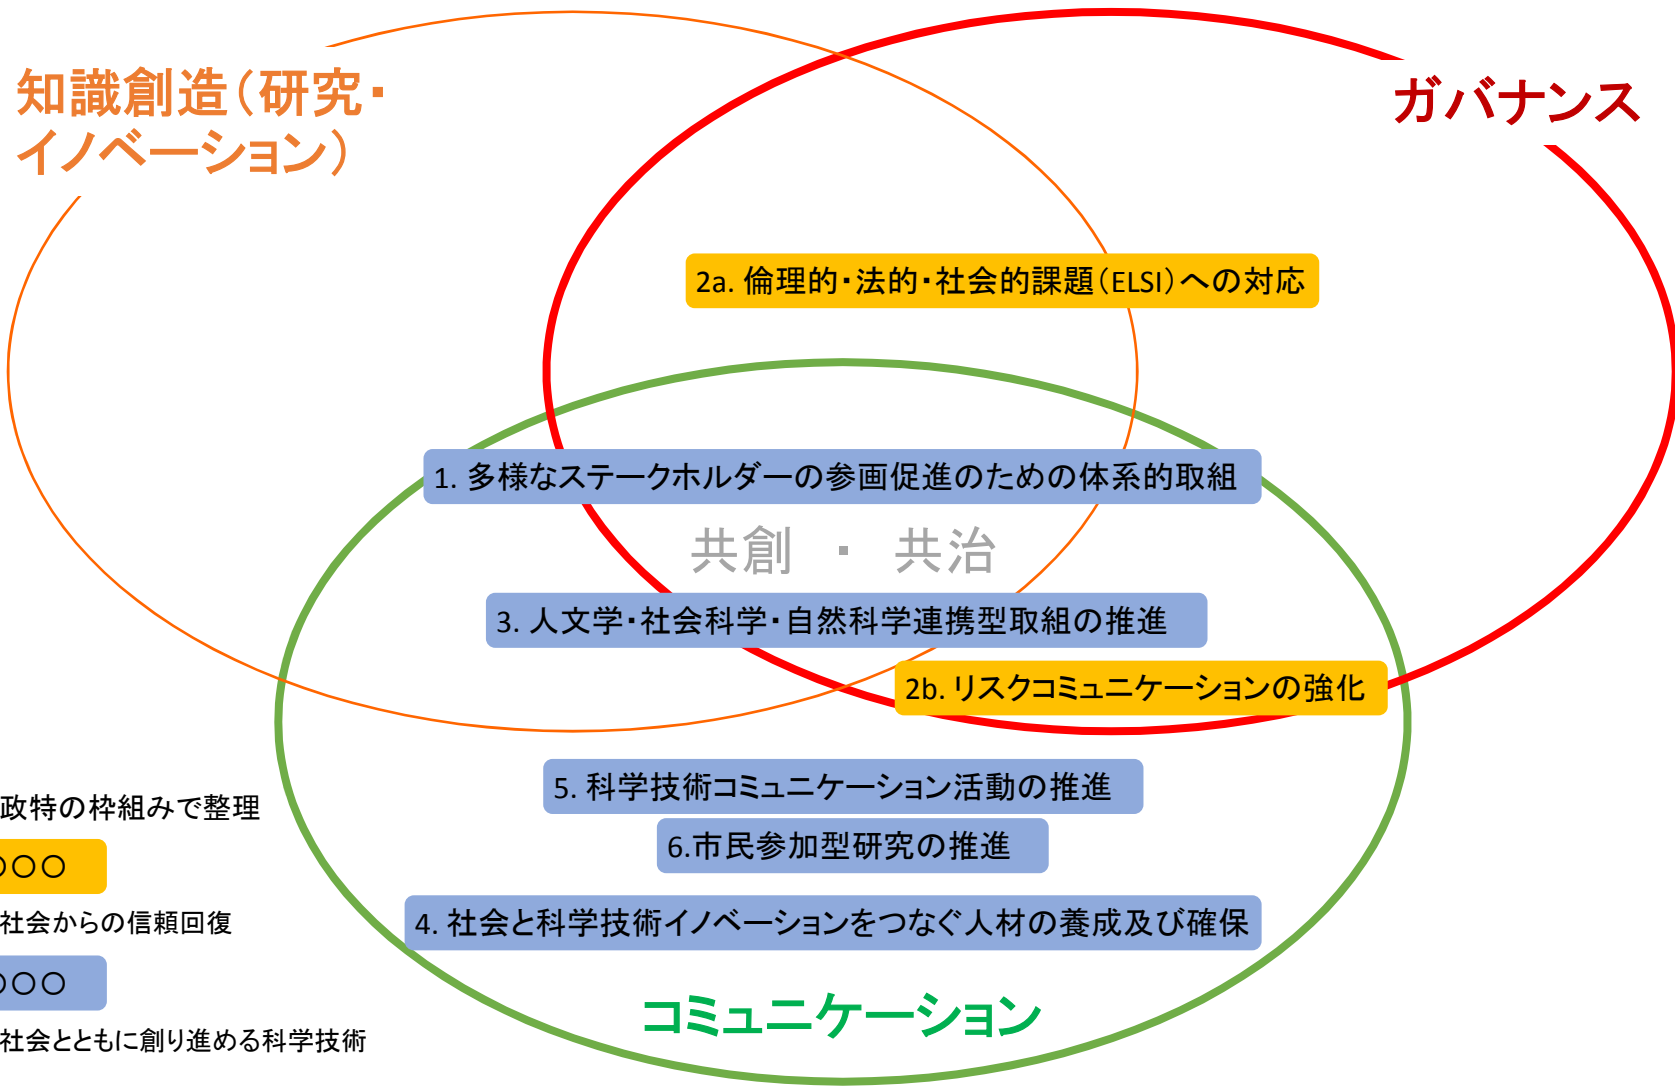 知識創造(研究・
イノベーション)
ガバナンス
2a. 倫理的・法的・社会的課題(ELSI)への対応
1. 多様なステークホルダーの参画促進のための体系的取組
共創 ・ 共治
3. 人文学・社会科学・自然科学連携型取組の推進
2b. リスクコミュニケーションの強化
5. 科学技術コミュニケーション活動の推進
6.市民参加型研究の推進
4. 社会と科学技術イノベーションをつなぐ人材の養成及び確保
コミュニケーション
政特の枠組みで整理
○○○
社会からの信頼回復
○○○
社会とともに創り進める科学技術